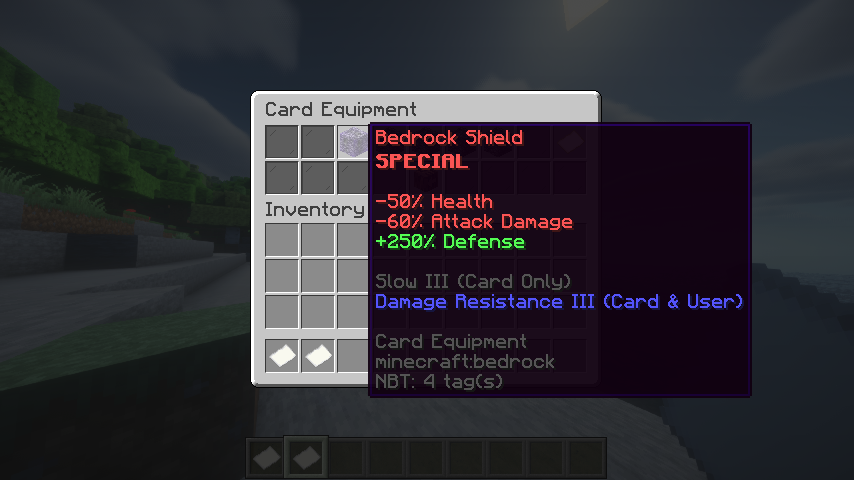 Card Equipment
Bedrock Shield
SPECIAL
-50% Health
-60% Attack Damage
+250% Defense
Inventory
Slow III (Card Only)
Damage Resistance III (Card & User)
Card Equipment
minecraft:bedrock
NBT: 4 tag(s)